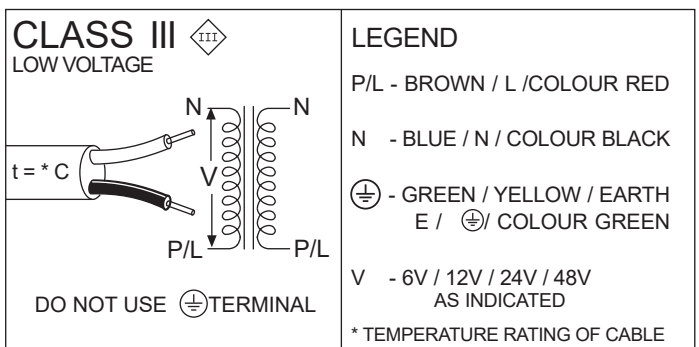 CLASS III III
LOW VOLTAGE
N N
t = * C
V
P/L P/L
DO NOT USE ⏚ TERMINAL
LEGEND
P/L - BROWN / L /COLOUR RED
N - BLUE / N / COLOUR BLACK
⏚ - GREEN / YELLOW / EARTH
E / ⏚/ COLOUR GREEN
V - 6V / 12V / 24V / 48V
AS INDICATED
* TEMPERATURE RATING OF CABLE